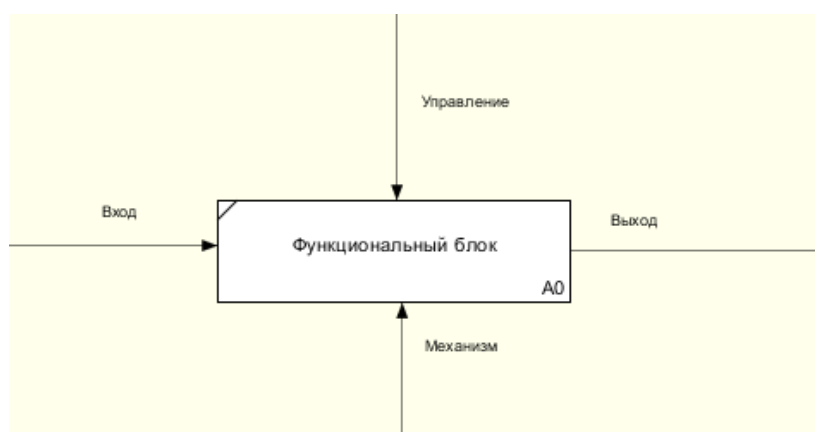 Управление
Вход
Выход
Функциональный блок
A0
Механизм